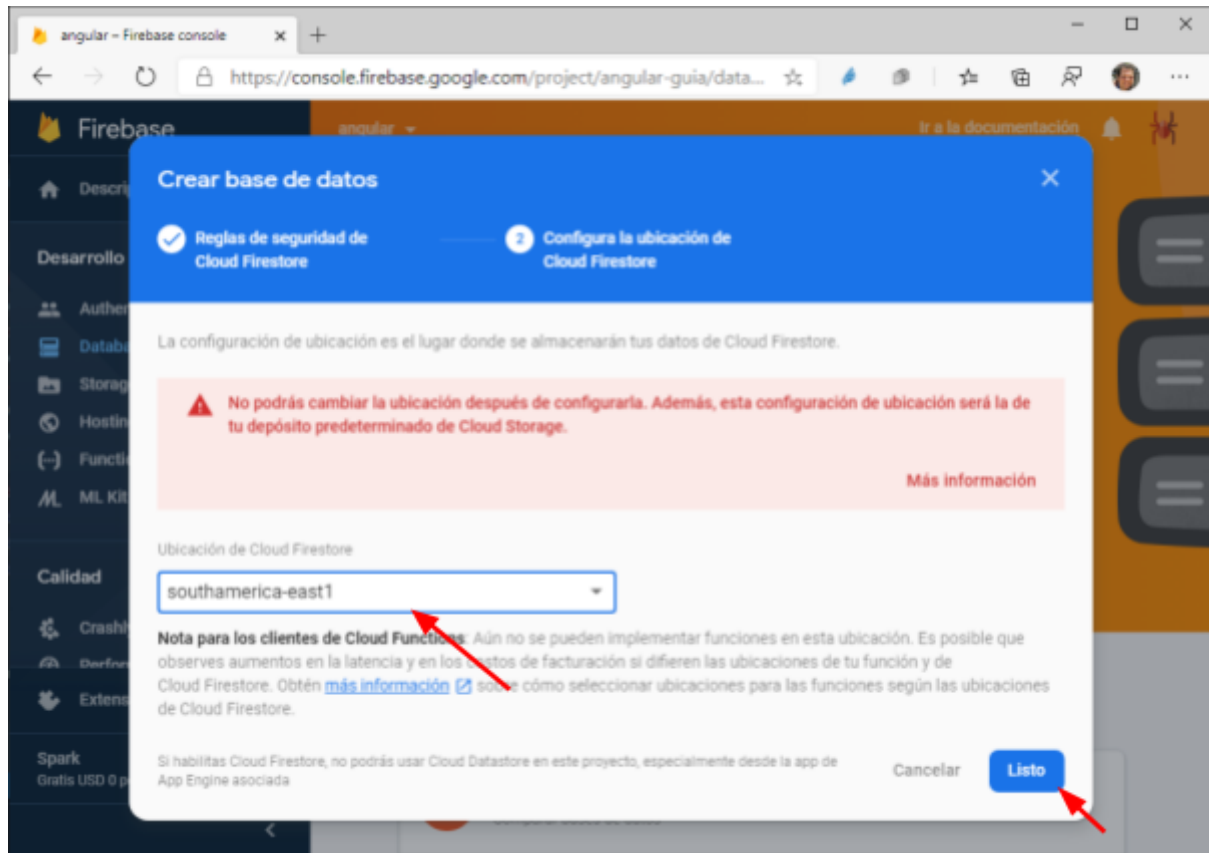 angular – Firebase console
https://console.firebase.google.com/project/angular-guia/data...
Firebase
angular
Ir a la documentación
Crear base de datos
Reglas de seguridad de
Cloud Firestore
2
Configura la ubicación de
Cloud Firestore
Desarrollo
ML Kit
Calidad
Spark
Gratis USD 0
La configuración de ubicación es el lugar donde se almacenarán tus datos de Cloud Firestore.
No podrás cambiar la ubicación después de configurarla. Además, esta configuración de ubicación será la de
tu depósito predeterminado de Cloud Storage.
Más información
Ubicación de Cloud Firestore
southamerica-east1
Nota para los clientes de Cloud Functions: Aún no se pueden implementar funciones en esta ubicación. Es posible que
observes aumentos en la latencia y en los costos de facturación si difieren las ubicaciones de tu función y de
Cloud Firestore. Obtén más información sobre cómo seleccionar ubicaciones para las funciones según las ubicaciones
de Cloud Firestore.
Si habilitas Cloud Firestore, no podrás usar Cloud Datastore en este proyecto, especialmente desde la app de
App Engine asociada
Cancelar
Listo